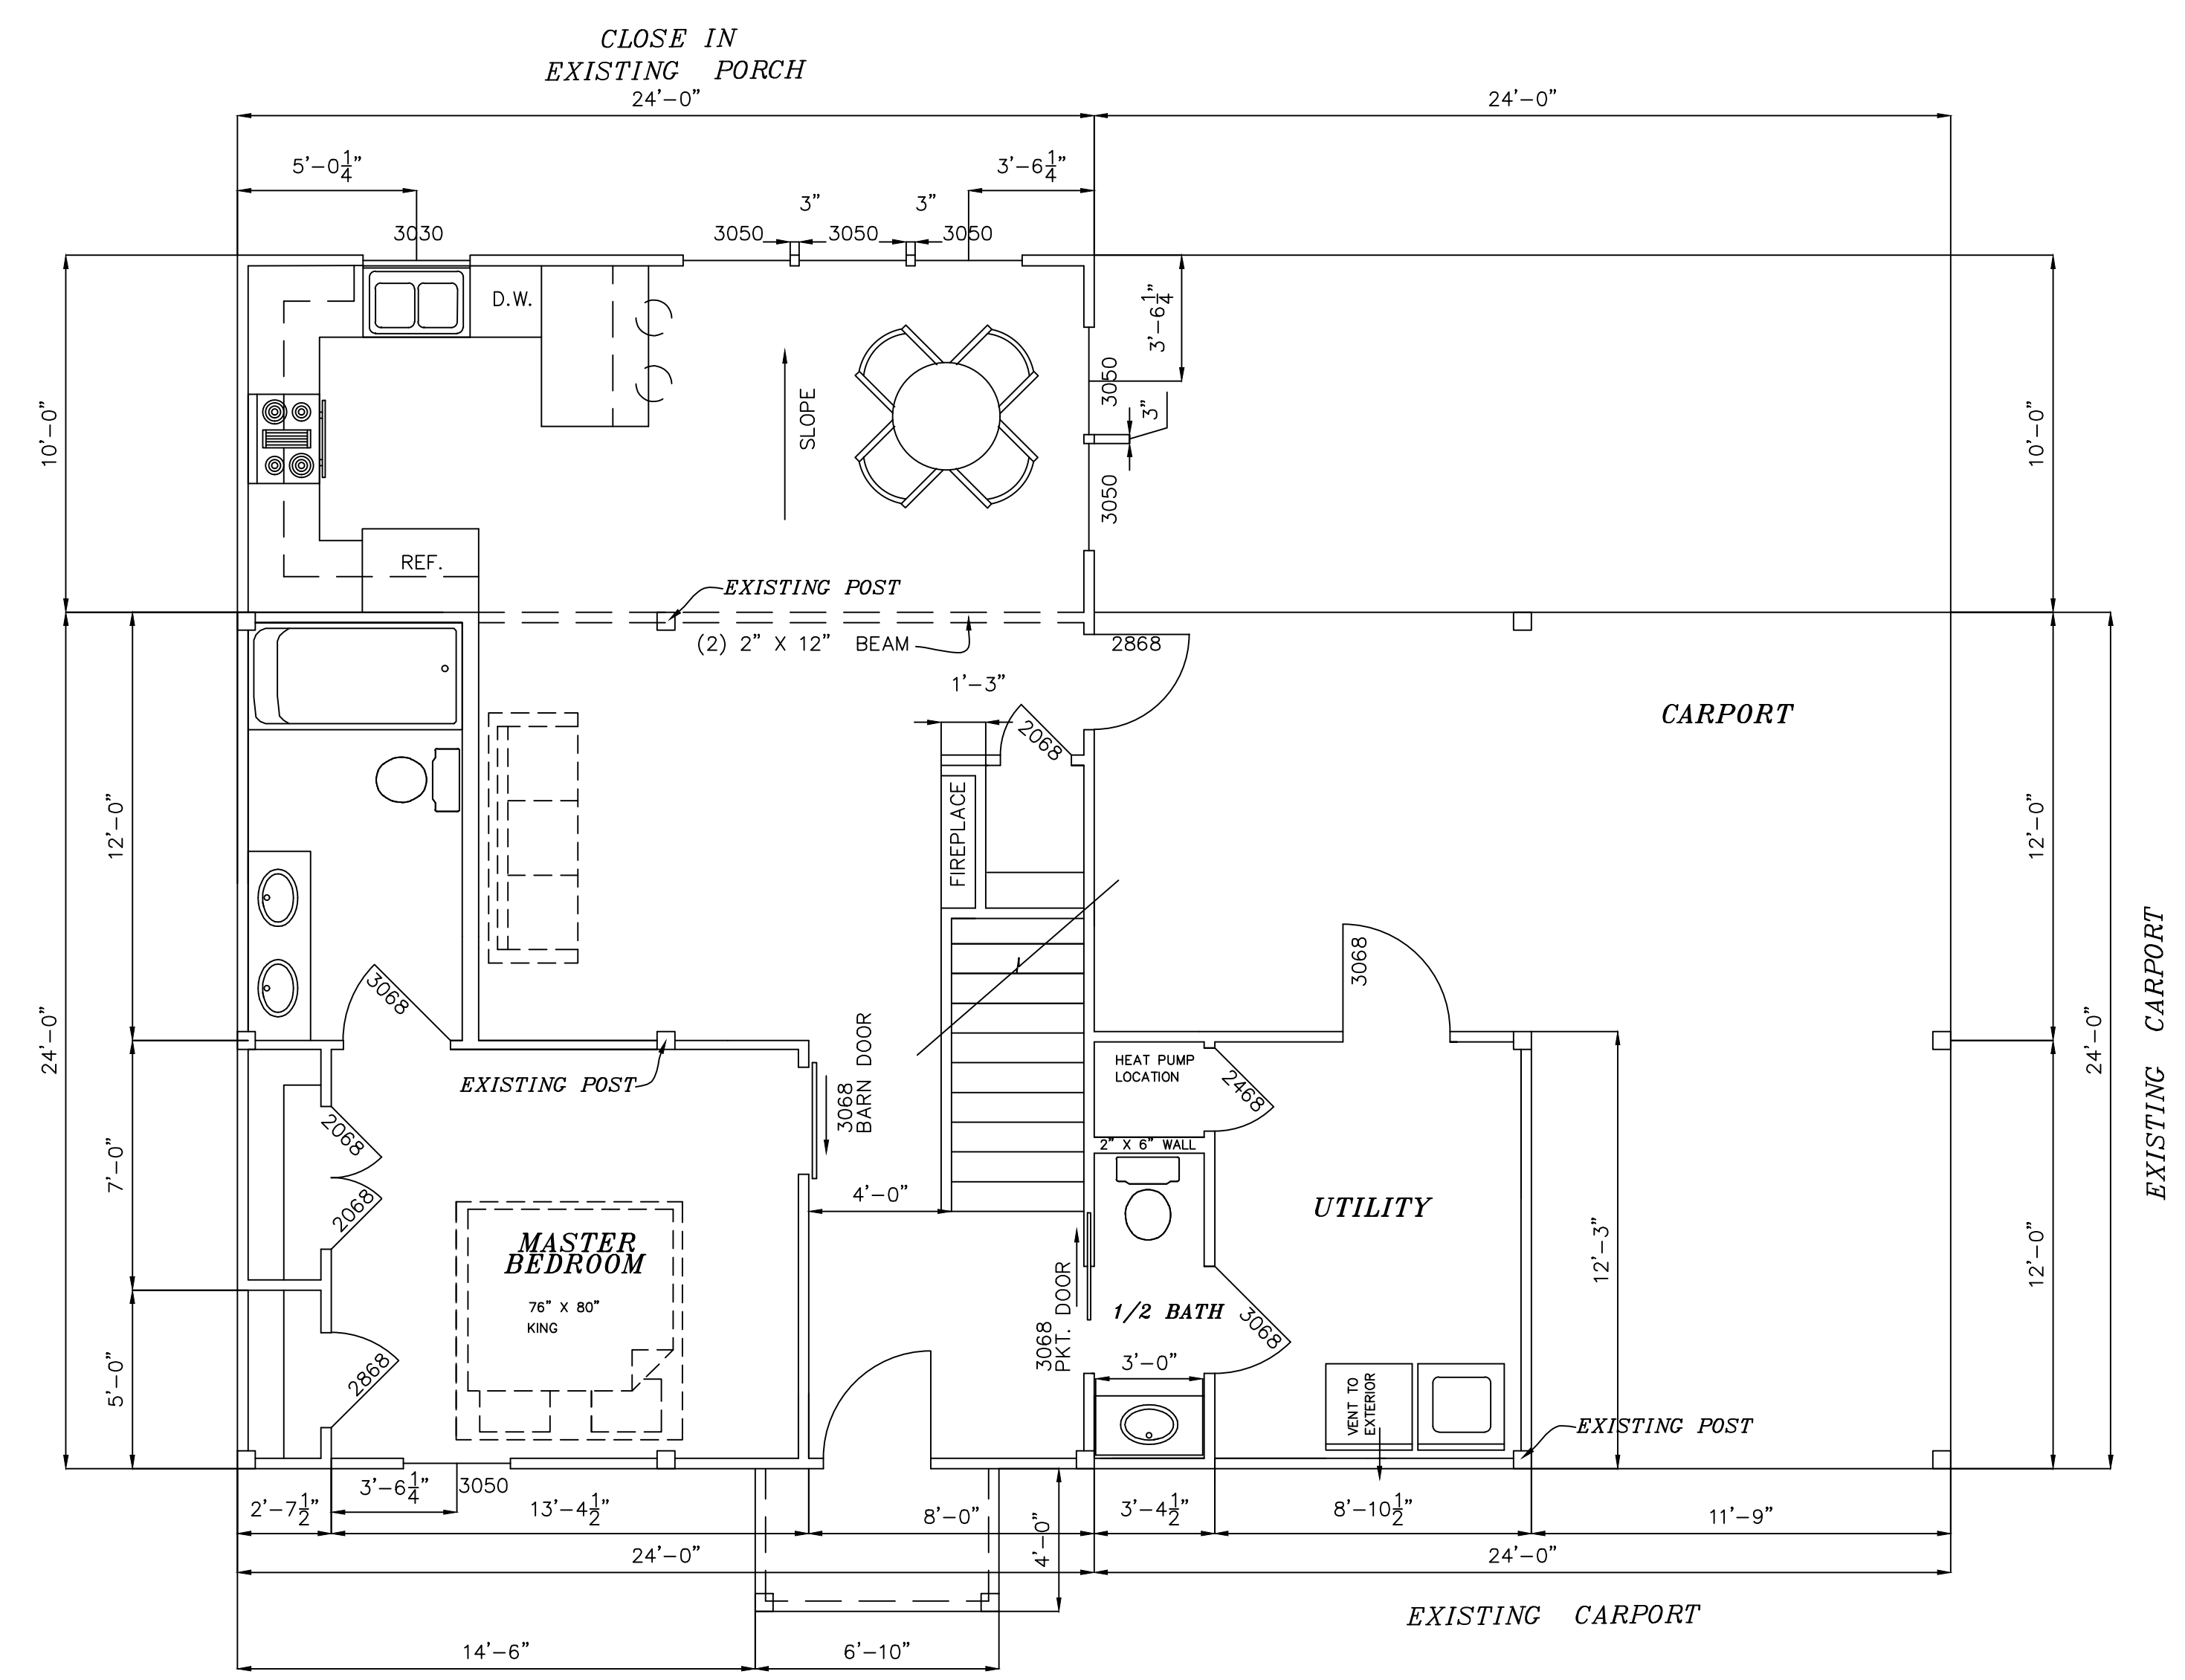 CLOSE IN
EXISTING PORCH
24'-0"
24'-0"
5'-0 1/4"
3'-6 1/4"
3"
3"
3030
3050
3050
3050
D.W.
3'-6 1/4"
3050
3"
SLOPE
10'-0"
10'-0"
3050
REF.
EXISTING POST
(2) 2" X 12" BEAM
2868
1'-3"
2068
CARPORT
FIREPLACE
12'-0"
12'-0"
3068
3068
24'-0"
24'-0"
EXISTING CARPORT
EXISTING POST
3068
BARN DOOR
HEAT PUMP
LOCATION
2468
2068
2" X 6" WALL
7'-0"
2068
4'-0"
UTILITY
MASTER
BEDROOM
76" X 80"
KING
12'-3"
12'-0"
3068
PKT. DOOR
1/2 BATH
3068
3'-0"
2868
5'-0"
VENT TO
EXTERIOR
EXISTING POST
3'-6 1/4"
3050
2'-7 1/2"
13'-4 1/2"
8'-0"
3'-4 1/2"
8'-10 1/2"
11'-9"
4'-0"
24'-0"
24'-0"
EXISTING CARPORT
14'-6"
6'-10"